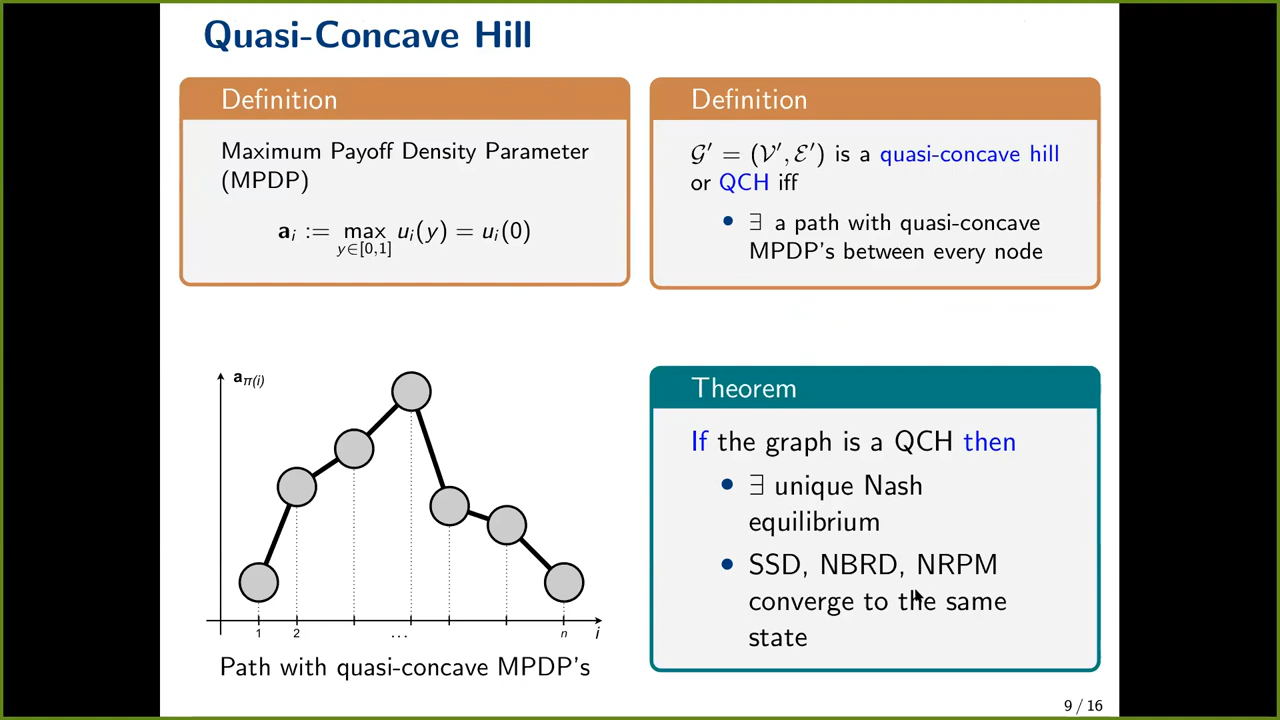 Quasi-Concave Hill
Definition
Maximum Payoff Density Parameter
(MPDP)
a_i := max_{y∈[0,1]} u_i(y) = u_i(0)
Definition
𝒢′ = (𝒱′, ℰ′) is a quasi-concave hill
or QCH iff
• ∃ a path with quasi-concave
MPDP's between every node
a_{π(i)}
1 2 ... n i
Path with quasi-concave MPDP's
Theorem
If the graph is a QCH then
• ∃ unique Nash
equilibrium
• SSD, NBRD, NRPM
converge to the same
state
9 / 16